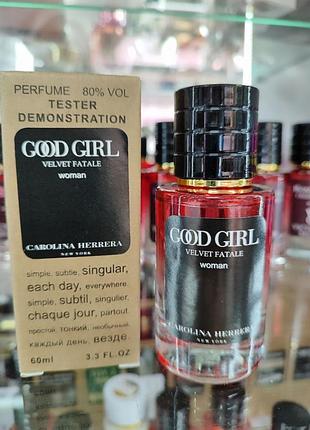 PERFUME 80% VOL
TESTER
DEMONSTRATION
GOOD GIRL
VELVET FATALE
woman
CAROLINA HERRERA
NEW YORK
simple, subtle, singular,
each day, everywhere.
simple, subtil, singulier,
chaque jour, partout.
простой, тонкий, необычный,
каждый день, везде.
60ml 3.3 FL.OZ
GOOD GIRL
VELVET FATALE
woman
CAROLINA HERRERA
NEW YORK